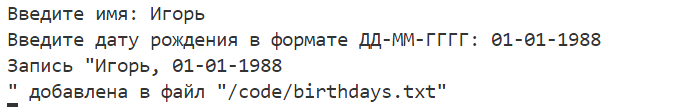 Введите имя: Игорь
Введите дату рождения в формате ДД-ММ-ГГГГ: 01-01-1988
Запись "Игорь, 01-01-1988
" добавлена в файл "/code/birthdays.txt"